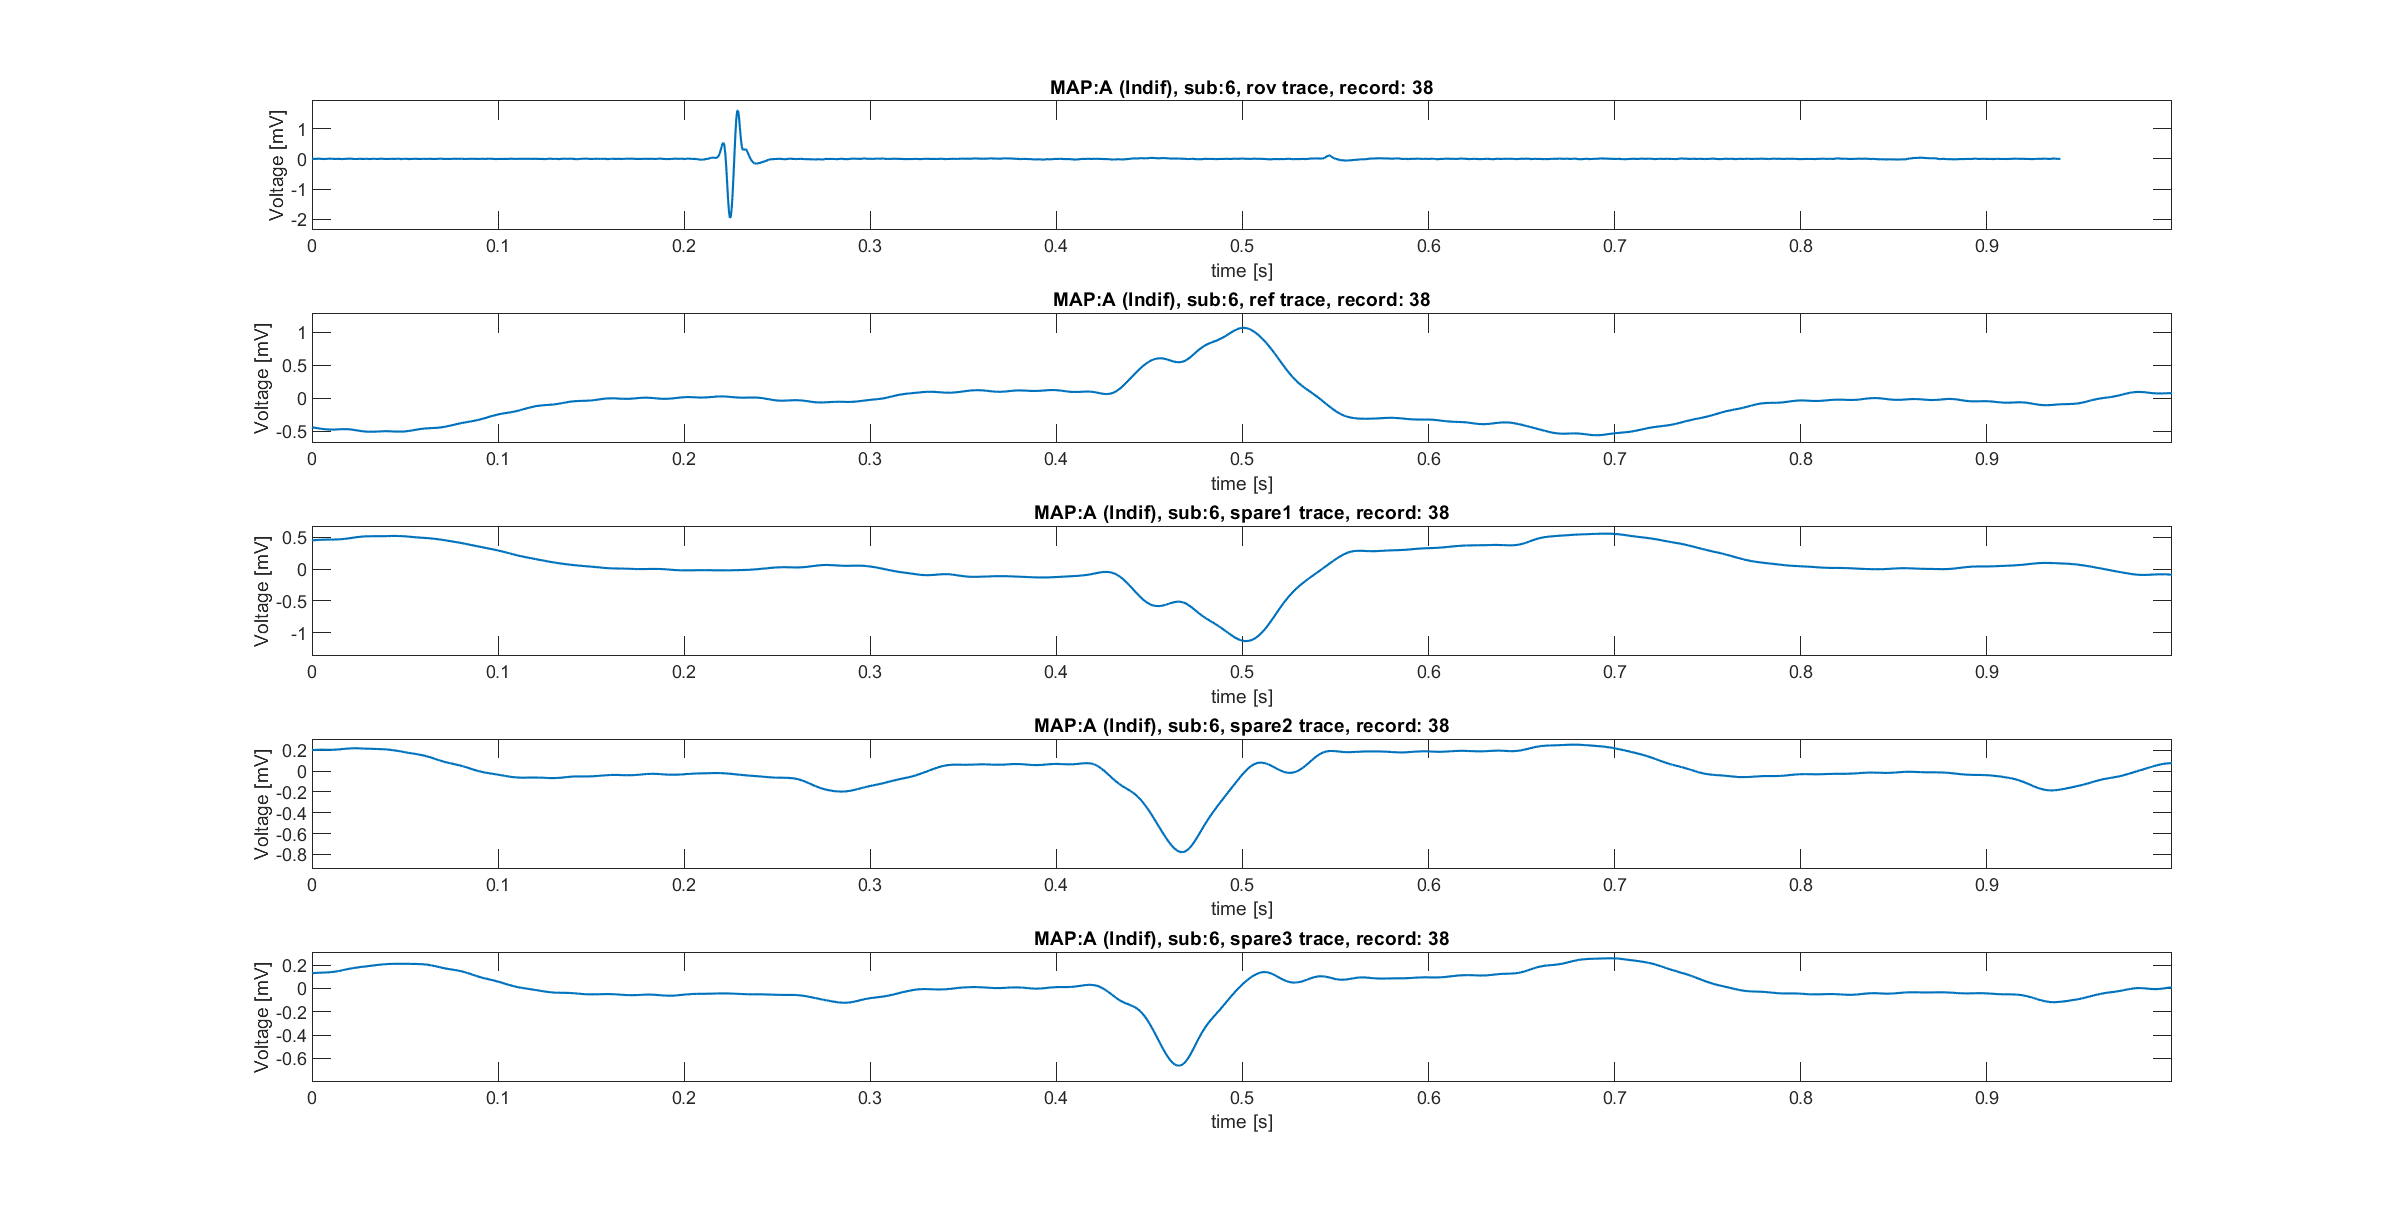 MAP:A (Indif), sub:6, rov trace, record: 38
Voltage [mV]
1
0
-1
-2
0 0.1 0.2 0.3 0.4 0.5 0.6 0.7 0.8 0.9
time [s]
MAP:A (Indif), sub:6, ref trace, record: 38
Voltage [mV]
1
0.5
0
-0.5
0 0.1 0.2 0.3 0.4 0.5 0.6 0.7 0.8 0.9
time [s]
MAP:A (Indif), sub:6, spare1 trace, record: 38
Voltage [mV]
0.5
0
-0.5
-1
0 0.1 0.2 0.3 0.4 0.5 0.6 0.7 0.8 0.9
time [s]
MAP:A (Indif), sub:6, spare2 trace, record: 38
Voltage [mV]
0.2
0
-0.2
-0.4
-0.6
-0.8
0 0.1 0.2 0.3 0.4 0.5 0.6 0.7 0.8 0.9
time [s]
MAP:A (Indif), sub:6, spare3 trace, record: 38
Voltage [mV]
0.2
0
-0.2
-0.4
-0.6
0 0.1 0.2 0.3 0.4 0.5 0.6 0.7 0.8 0.9
time [s]